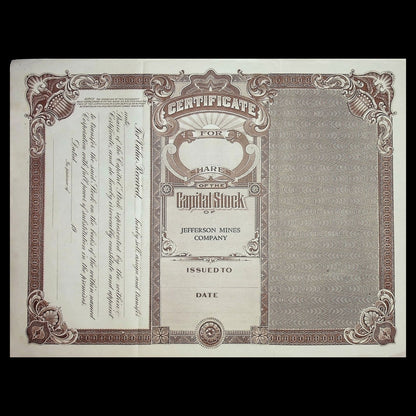 CERTIFICATE
FOR
SHARE
OF THE
Capital Stock
OF
JEFFERSON MINES
COMPANY
ISSUED TO
DATE
For Value Received, hereby sell, assign and transfer
unto
Shares of the Capital Stock represented by the within
Certificate, and do hereby irrevocably constitute and appoint
to transfer the said Stock on the books of the within named
Corporation with full power of substitution in the premises.
Dated 19
In presence of